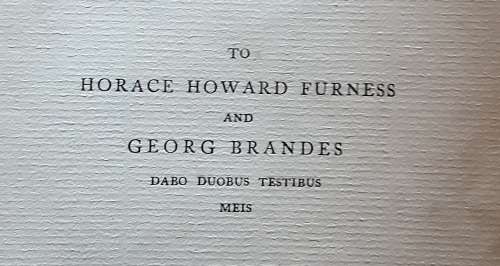 TO
HORACE HOWARD FURNESS
AND
GEORG BRANDES
DABO DUOBUS TESTIBUS
MEIS